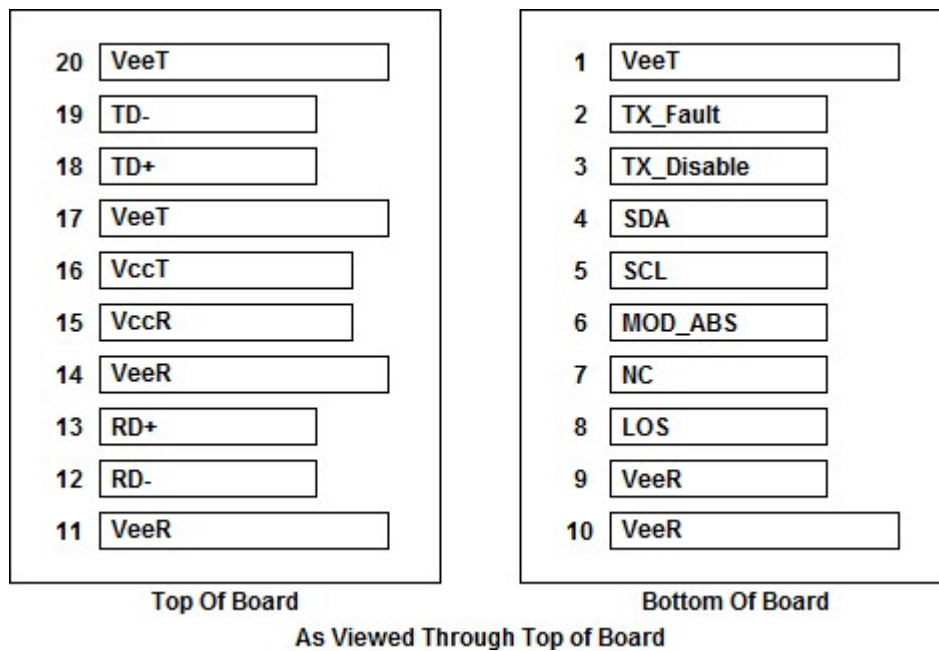 20 VeeT
19 TD-
18 TD+
17 VeeT
16 VccT
15 VccR
14 VeeR
13 RD+
12 RD-
11 VeeR
Top Of Board
1 VeeT
2 TX_Fault
3 TX_Disable
4 SDA
5 SCL
6 MOD_ABS
7 NC
8 LOS
9 VeeR
10 VeeR
Bottom Of Board
As Viewed Through Top of Board